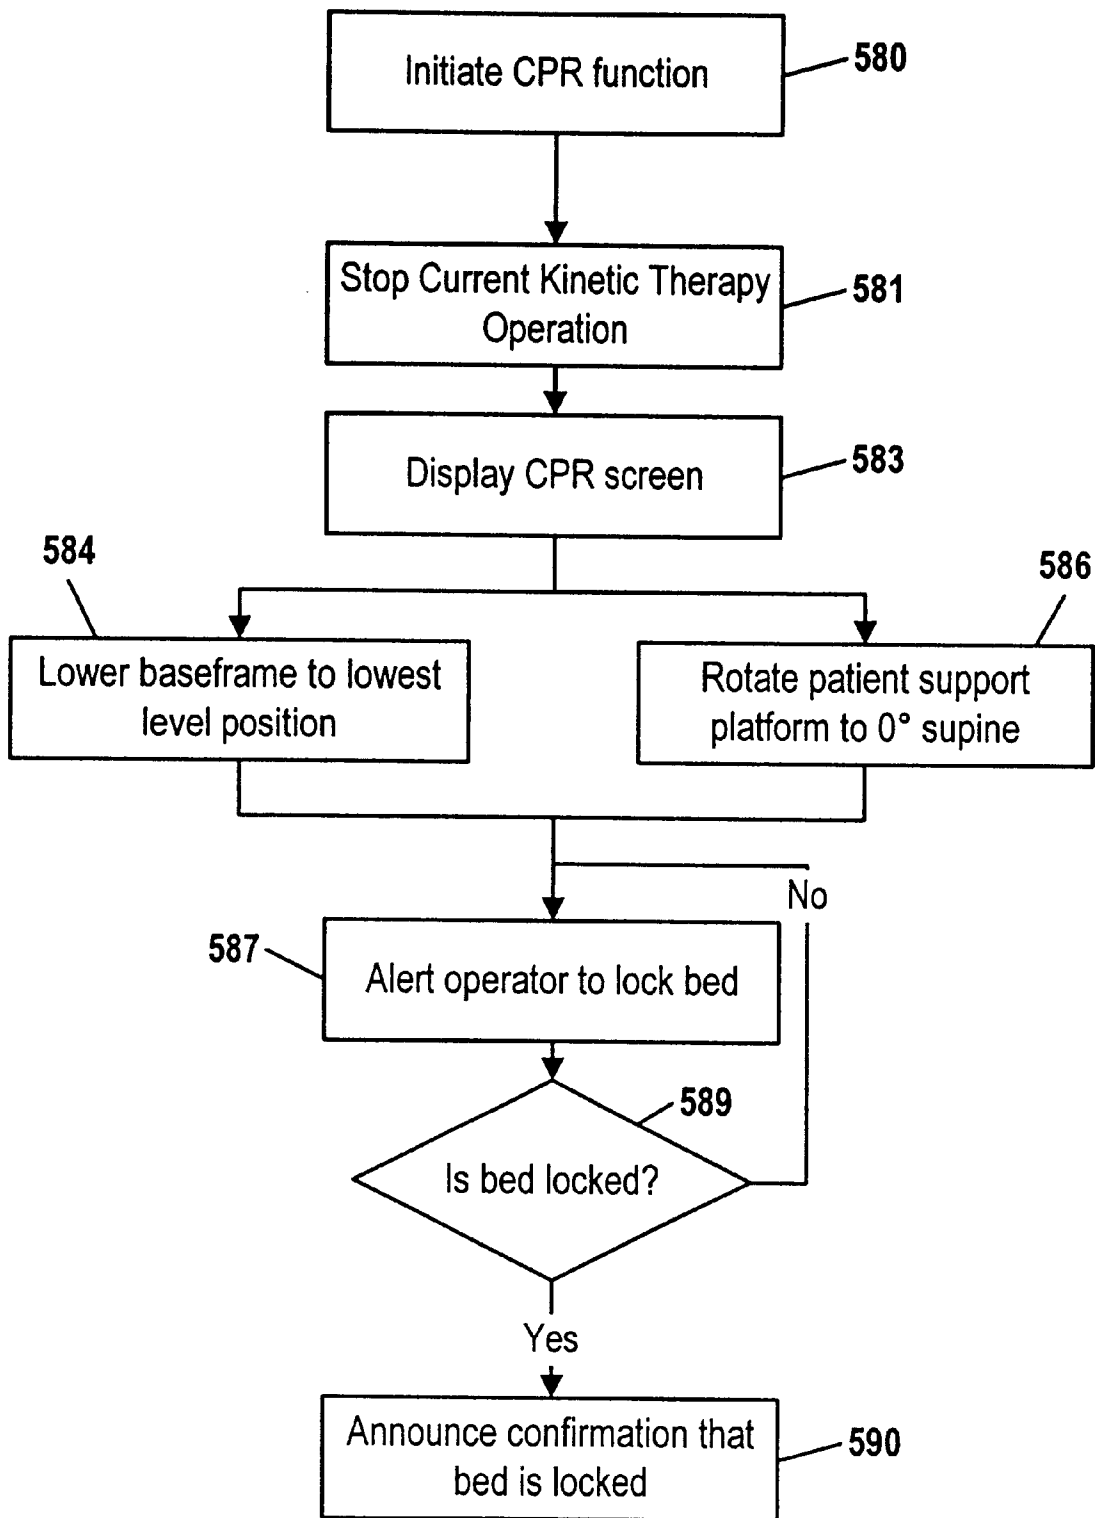 Initiate CPR function
580
Stop Current Kinetic Therapy
Operation
581
Display CPR screen
583
584
586
Lower baseframe to lowest
level position
Rotate patient support
platform to 0° supine
No
587
Alert operator to lock bed
589
Is bed locked?
Yes
Announce confirmation that
bed is locked
590